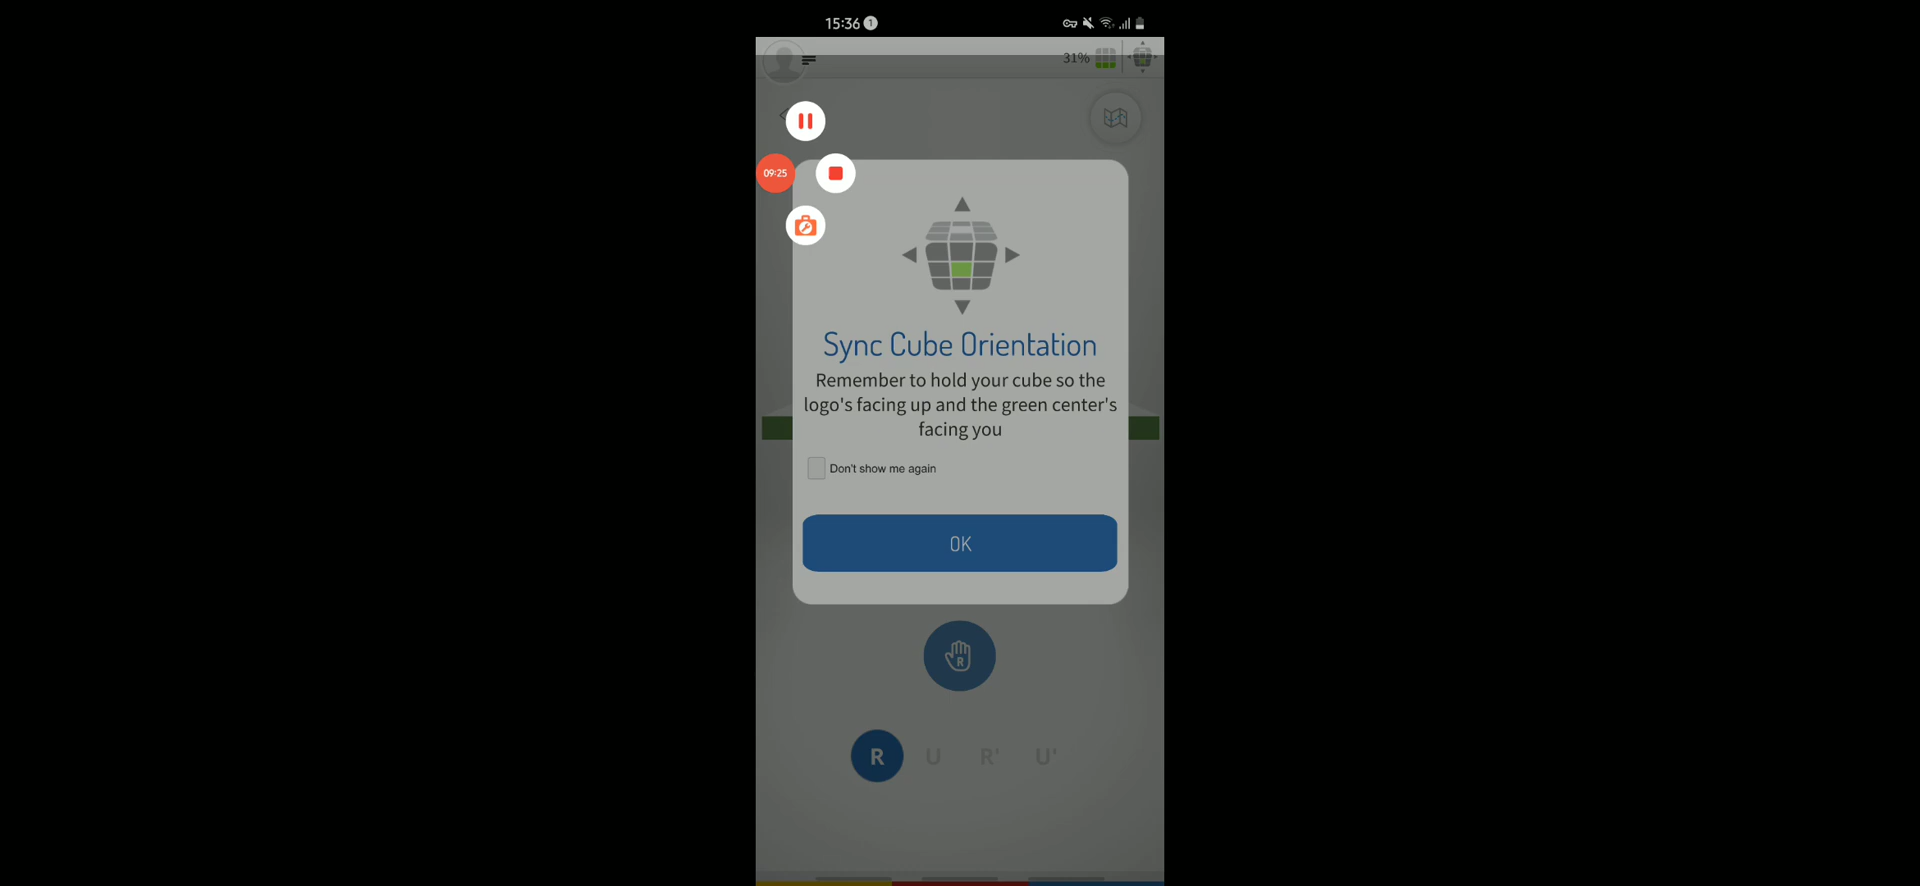 15:36 1
31%
09:25
Sync Cube Orientation
Remember to hold your cube so the
logo's facing up and the green center's
facing you
Don't show me again
OK
R
R U R' U'